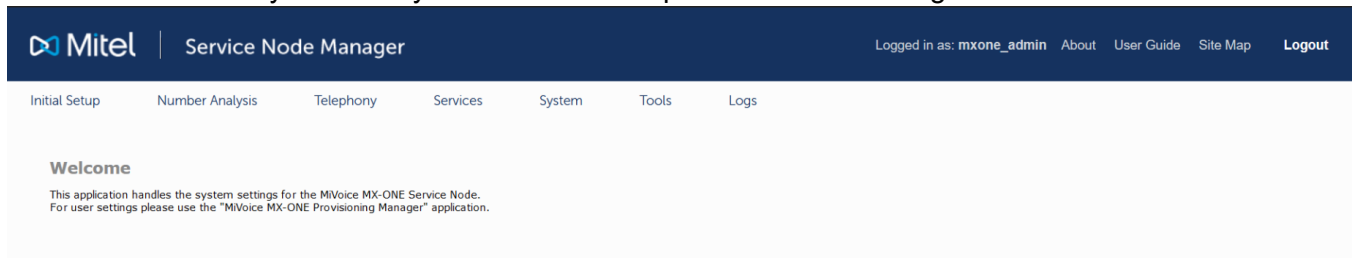 Mitel Service Node Manager Logged in as: mxone_admin About User Guide Site Map Logout
Initial Setup Number Analysis Telephony Services System Tools Logs
Welcome
This application handles the system settings for the MiVoice MX-ONE Service Node.
For user settings please use the "MiVoice MX-ONE Provisioning Manager" application.